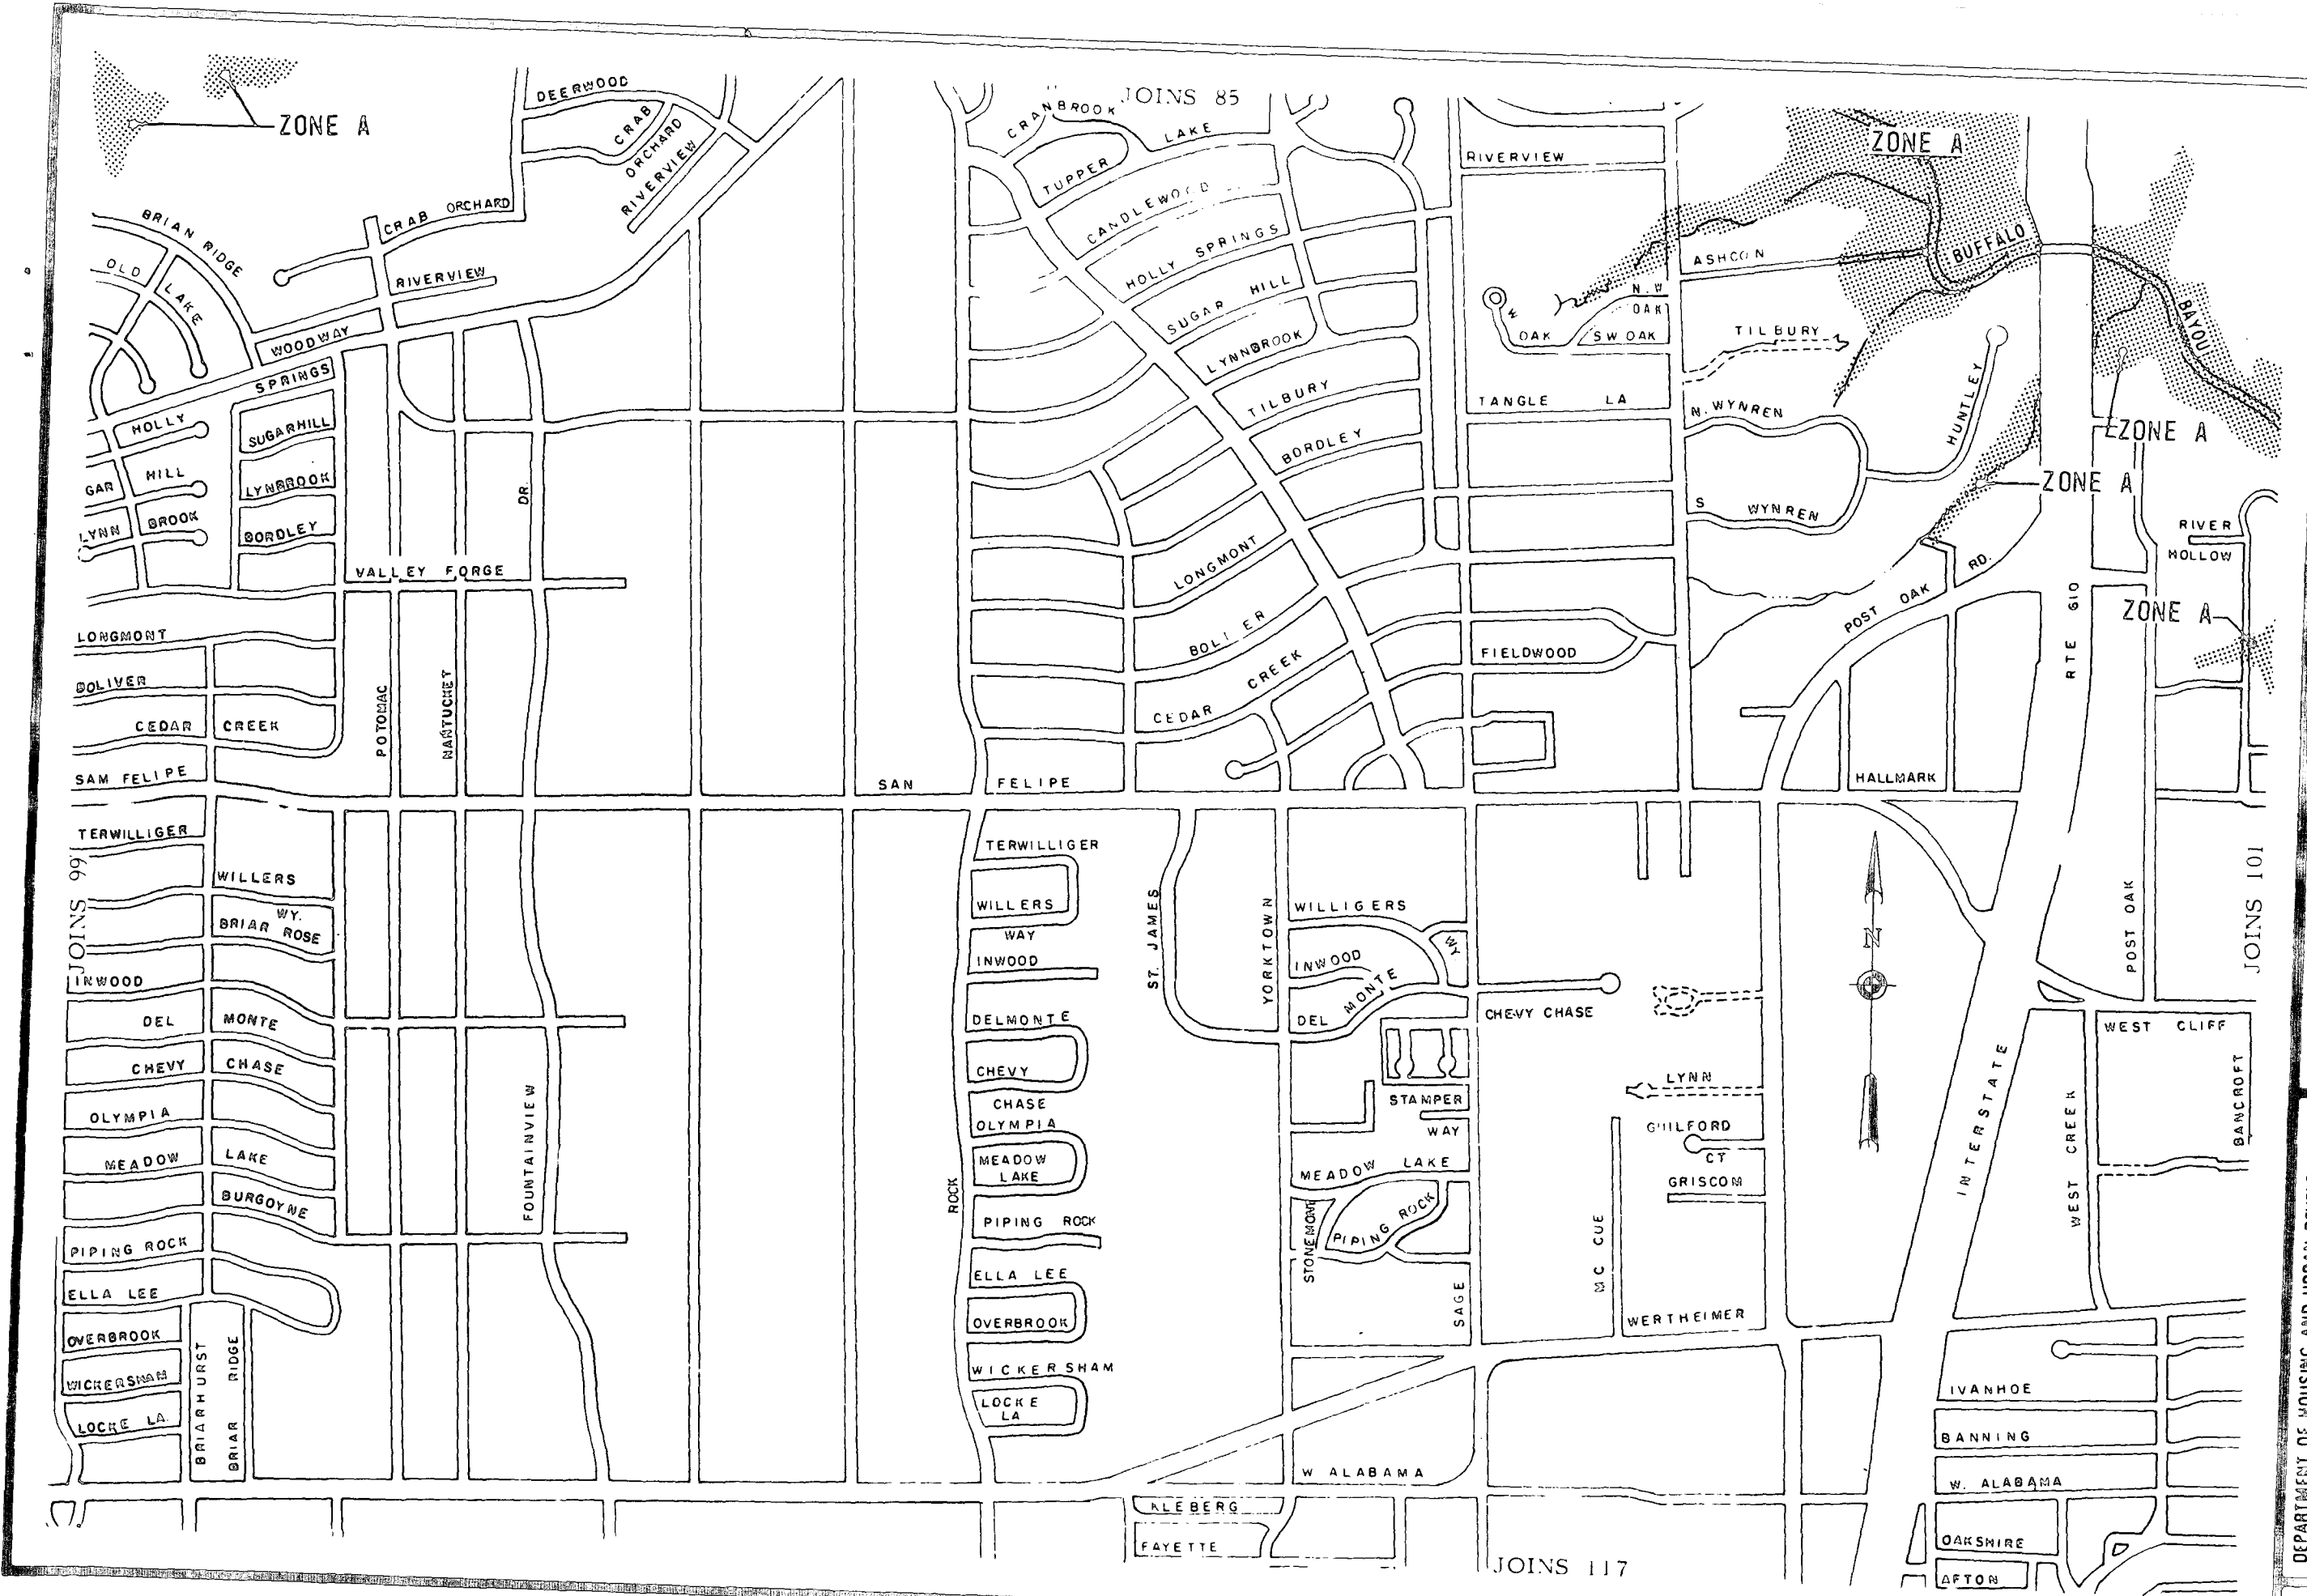 JOINS 85
ZONE A
DEERWOOD
CRAB
ORCHARD
RIVERVIEW
CRAB ORCHARD
RIVERVIEW
BRIAN RIDGE
OLD
LAKE
WOODWAY
SPRINGS
HOLLY
SUGARHILL
GAR
HILL
LYNBROOK
LYNN
BROOK
BORDLEY
DR.
VALLEY FORGE
LONGMONT
BOLIVER
CEDAR CREEK
POTOMAC
NANTUCKET
SAM FELIPE
SAN FELIPE
CRANBROOK
LAKE
TUPPER
CANDLEWOOD
HOLLY SPRINGS
SUGAR HILL
LYNNBROOK
TILBURY
BORDLEY
LONGMONT
CEDAR CREEK
RIVERVIEW
ZONE A
BUFFALO
BAYOU
ASHCON
N.W
OAK
OAK
SW OAK
TILBURY
TANGLE LA
N. WYNREN
HUNTLEY
ZONE A
ZONE A
S WYNREN
RIVER
HOLLOW
POST OAK RD.
RTE 610
ZONE A
FIELDWOOD
HALLMARK
JOINS 99
TERWILLIGER
WILLERS
WY.
BRIAR ROSE
INWOOD
DEL MONTE
CHEVY CHASE
OLYMPIA
MEADOW LAKE
BURGOYNE
PIPING ROCK
ELLA LEE
OVERBROOK
WICKERSHAM
LOCKE LA.
BRIARHURST
BRIAR RIDGE
FOUNTAINVIEW
TERWILLIGER
WILLERS
WAY
INWOOD
DELMONTE
CHEVY
CHASE
OLYMPIA
MEADOW
LAKE
ROCK
PIPING ROCK
ELLA LEE
OVERBROOK
WICKERSHAM
LOCKE
LA
ST. JAMES
YORKTOWN
WILLIGERS
WY
INWOOD
DEL MONTE
CHEVY CHASE
STAMPER
WAY
MEADOW LAKE
PIPING ROCK
STONEMONT
SAGE
LYNN
GUILFORD
CT
GRISCOM
MC CUE
WERTHEIMER
N
INTERSTATE
POST OAK
JOINS 101
WEST CLIFF
BANCROFT
WEST CREEK
IVANHOE
BANNING
W. ALABAMA
OAKSHIRE
AFTON
W ALABAMA
KLEBERG
FAYETTE
JOINS 117
DEPARTMENT OF HOUSING AND URBAN